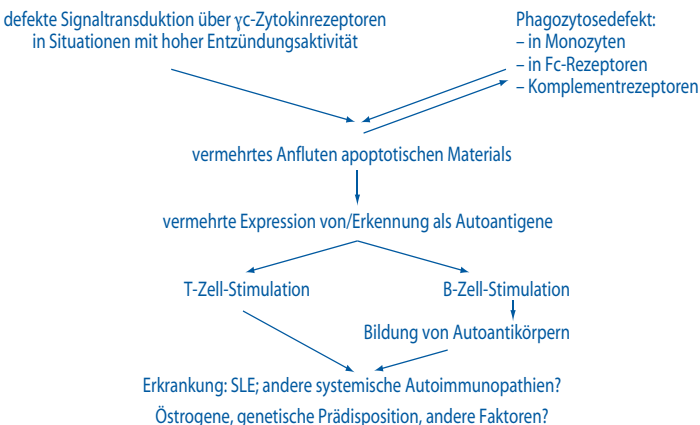 defekte Signaltransduktion über γc-Zytokinrezeptoren
in Situationen mit hoher Entzündungsaktivität
Phagozytosedefekt:
– in Monozyten
– in Fc-Rezeptoren
– Komplementrezeptoren
vermehrtes Anfluten apoptotischen Materials
vermehrte Expression von/Erkennung als Autoantigene
T-Zell-Stimulation
B-Zell-Stimulation
Bildung von Autoantikörpern
Erkrankung: SLE; andere systemische Autoimmunopathien?
Östrogene, genetische Prädisposition, andere Faktoren?